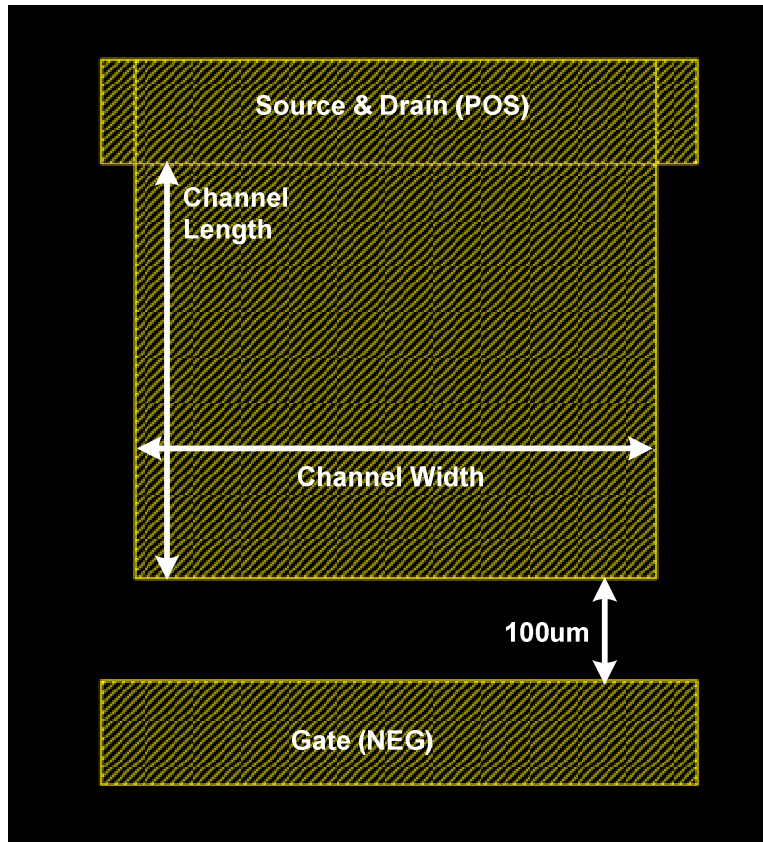 Source & Drain (POS)
Channel
Length
Channel Width
100um
Gate (NEG)